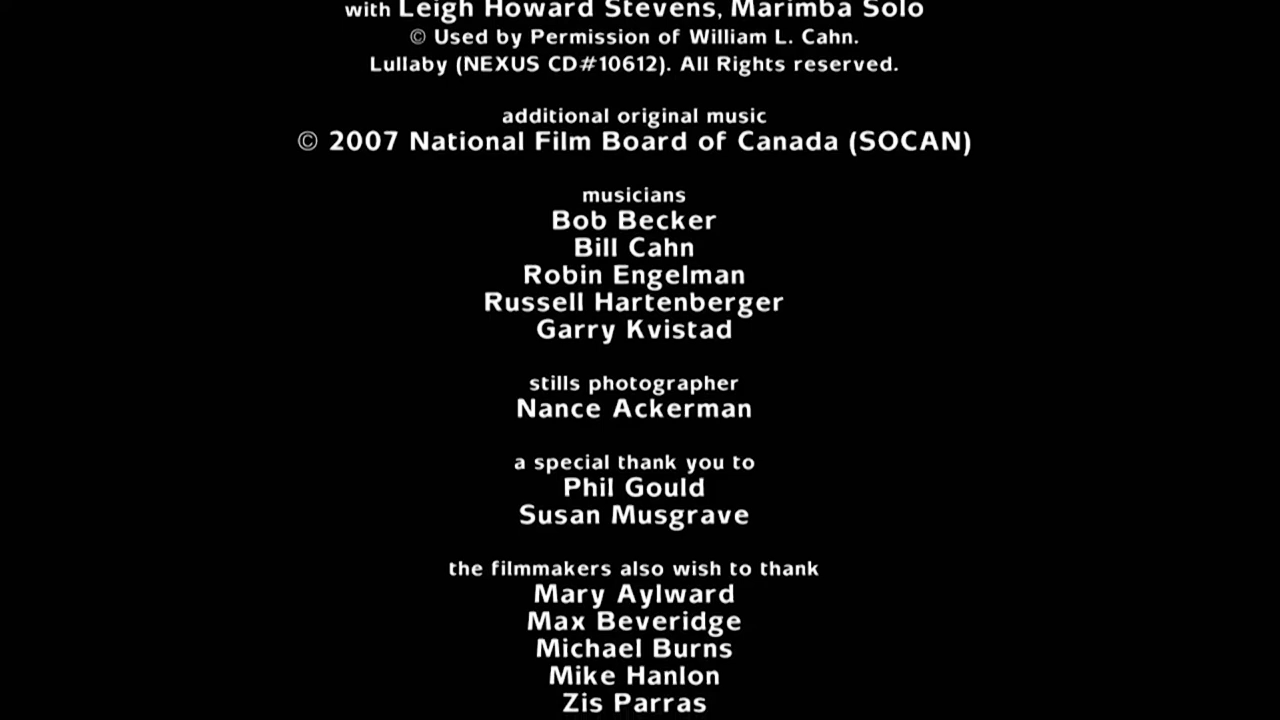 with Leigh Howard Stevens, Marimba Solo
© Used by Permission of William L. Cahn.
Lullaby (NEXUS CD#10612). All Rights reserved.
additional original music
© 2007 National Film Board of Canada (SOCAN)
musicians
Bob Becker
Bill Cahn
Robin Engelman
Russell Hartenberger
Garry Kvistad
stills photographer
Nance Ackerman
a special thank you to
Phil Gould
Susan Musgrave
the filmmakers also wish to thank
Mary Aylward
Max Beveridge
Michael Burns
Mike Hanlon
Zis Parras